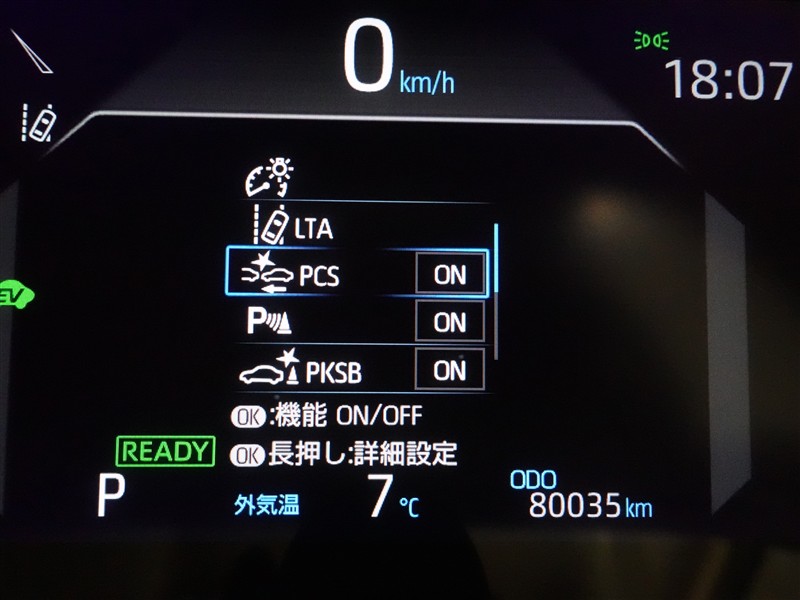 0 km/h
18:07
LTA
PCS ON
EV
P ON
PKSB ON
OK:機能 ON/OFF
READY
OK長押し:詳細設定
P
外気温 7℃
ODO
80035km